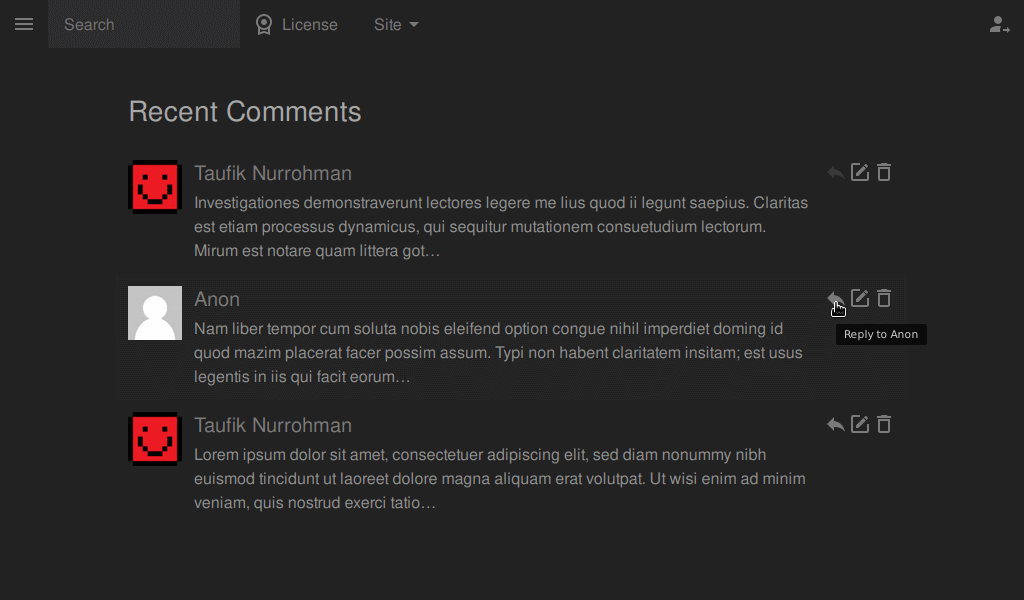 Search License Site
Recent Comments
Taufik Nurrohman
Investigationes demonstraverunt lectores legere me lius quod ii legunt saepius. Claritas
est etiam processus dynamicus, qui sequitur mutationem consuetudium lectorum.
Mirum est notare quam littera got…
Anon
Nam liber tempor cum soluta nobis eleifend option congue nihil imperdiet doming id
quod mazim placerat facer possim assum. Typi non habent claritatem insitam; est usus
legentis in iis qui facit eorum…
Reply to Anon
Taufik Nurrohman
Lorem ipsum dolor sit amet, consectetuer adipiscing elit, sed diam nonummy nibh
euismod tincidunt ut laoreet dolore magna aliquam erat volutpat. Ut wisi enim ad minim
veniam, quis nostrud exerci tatio…